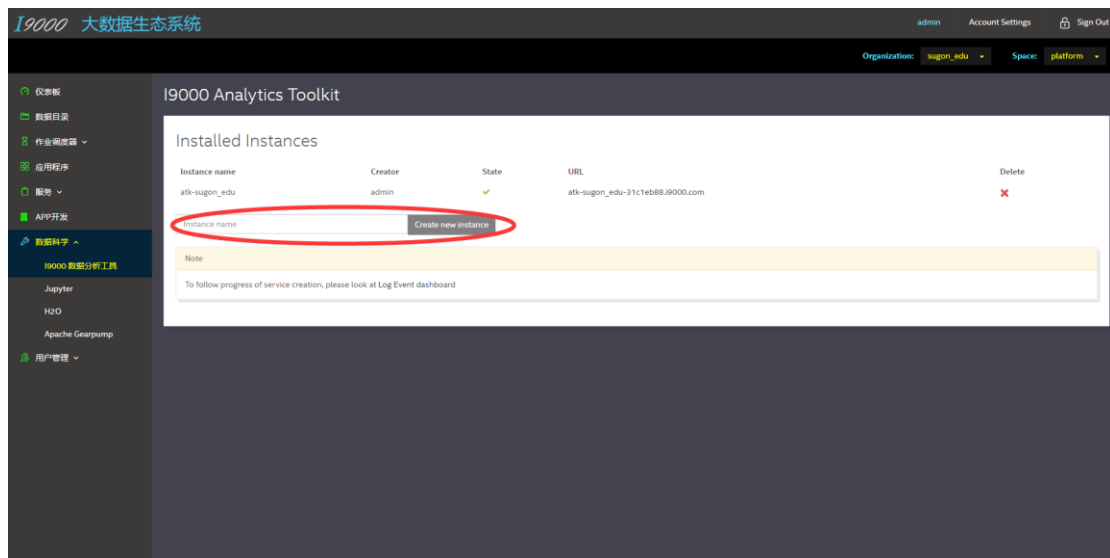 I9000 大数据生态系统
admin Account Settings Sign Out
Organization: sugon_edu Space: platform
仪表板
数据目录
作业调度器
应用程序
服务
APP开发
数据科学
I9000 数据分析工具
Jupyter
H2O
Apache Gearpump
用户管理
I9000 Analytics Toolkit
Installed Instances
Instance name Creator State URL Delete
atk-sugon_edu admin atk-sugon_edu-31c1eb88.i9000.com
Instance name Create new instance
Note
To follow progress of service creation, please look at Log Event dashboard